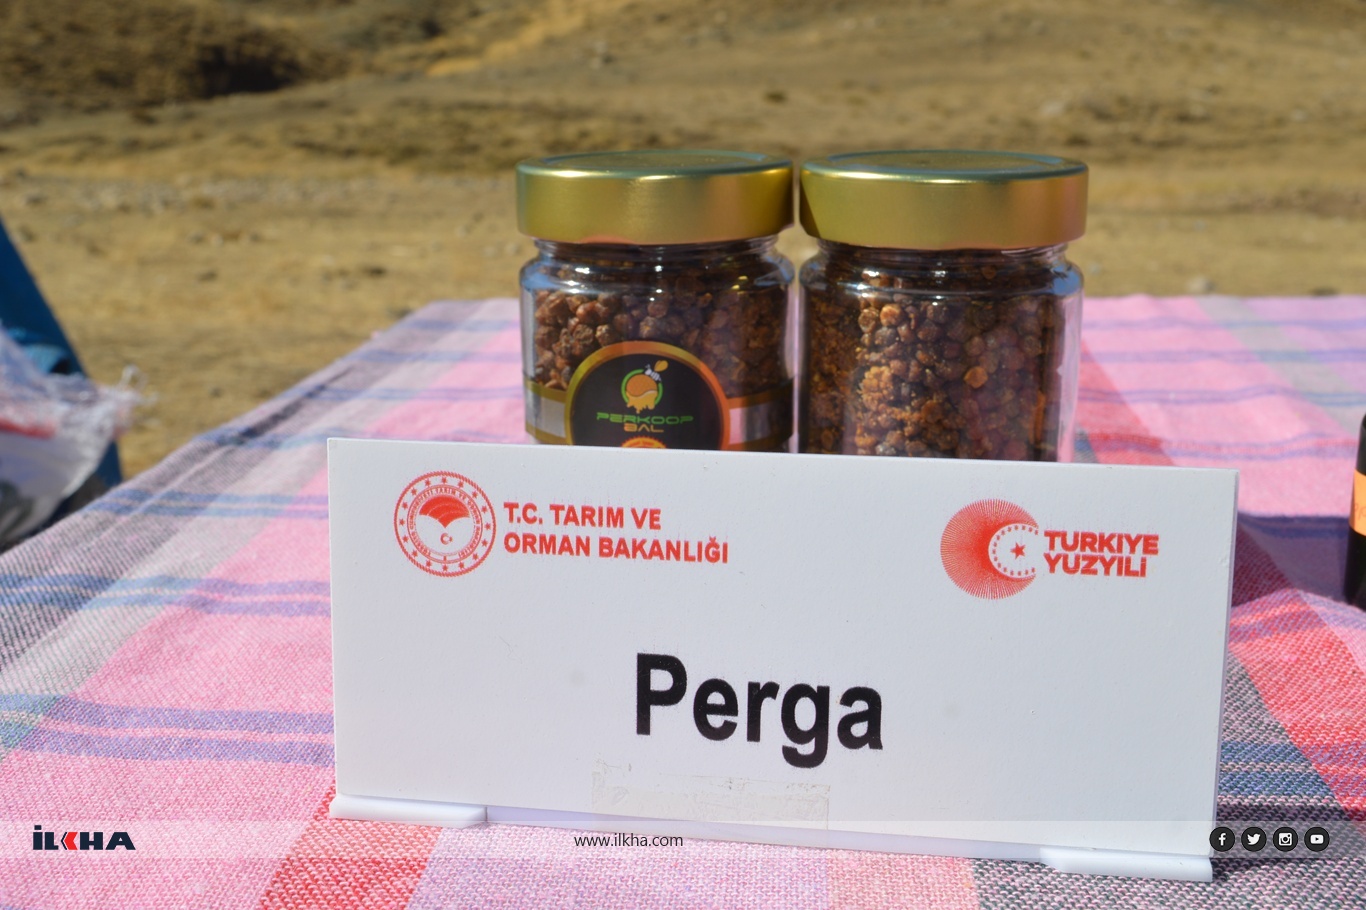 PERKOOP
BAL
T.C. TARIM VE
ORMAN BAKANLIĞI
TÜRKİYE
YÜZYILI
Perga
İLKHA
www.ilkha.com